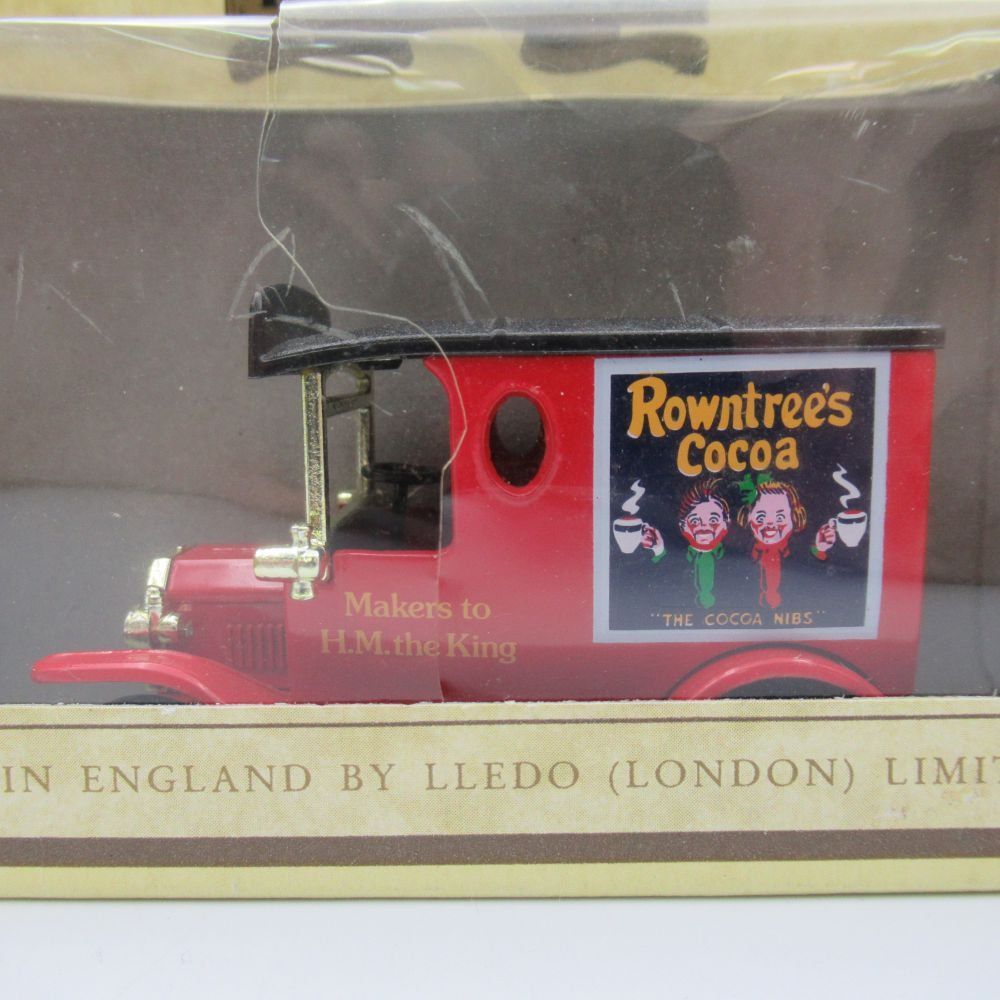 Rowntree's
Cocoa
"THE COCOA NIBS"
Makers to
H.M. the King
IN ENGLAND BY LLEDO (LONDON) LIMIT